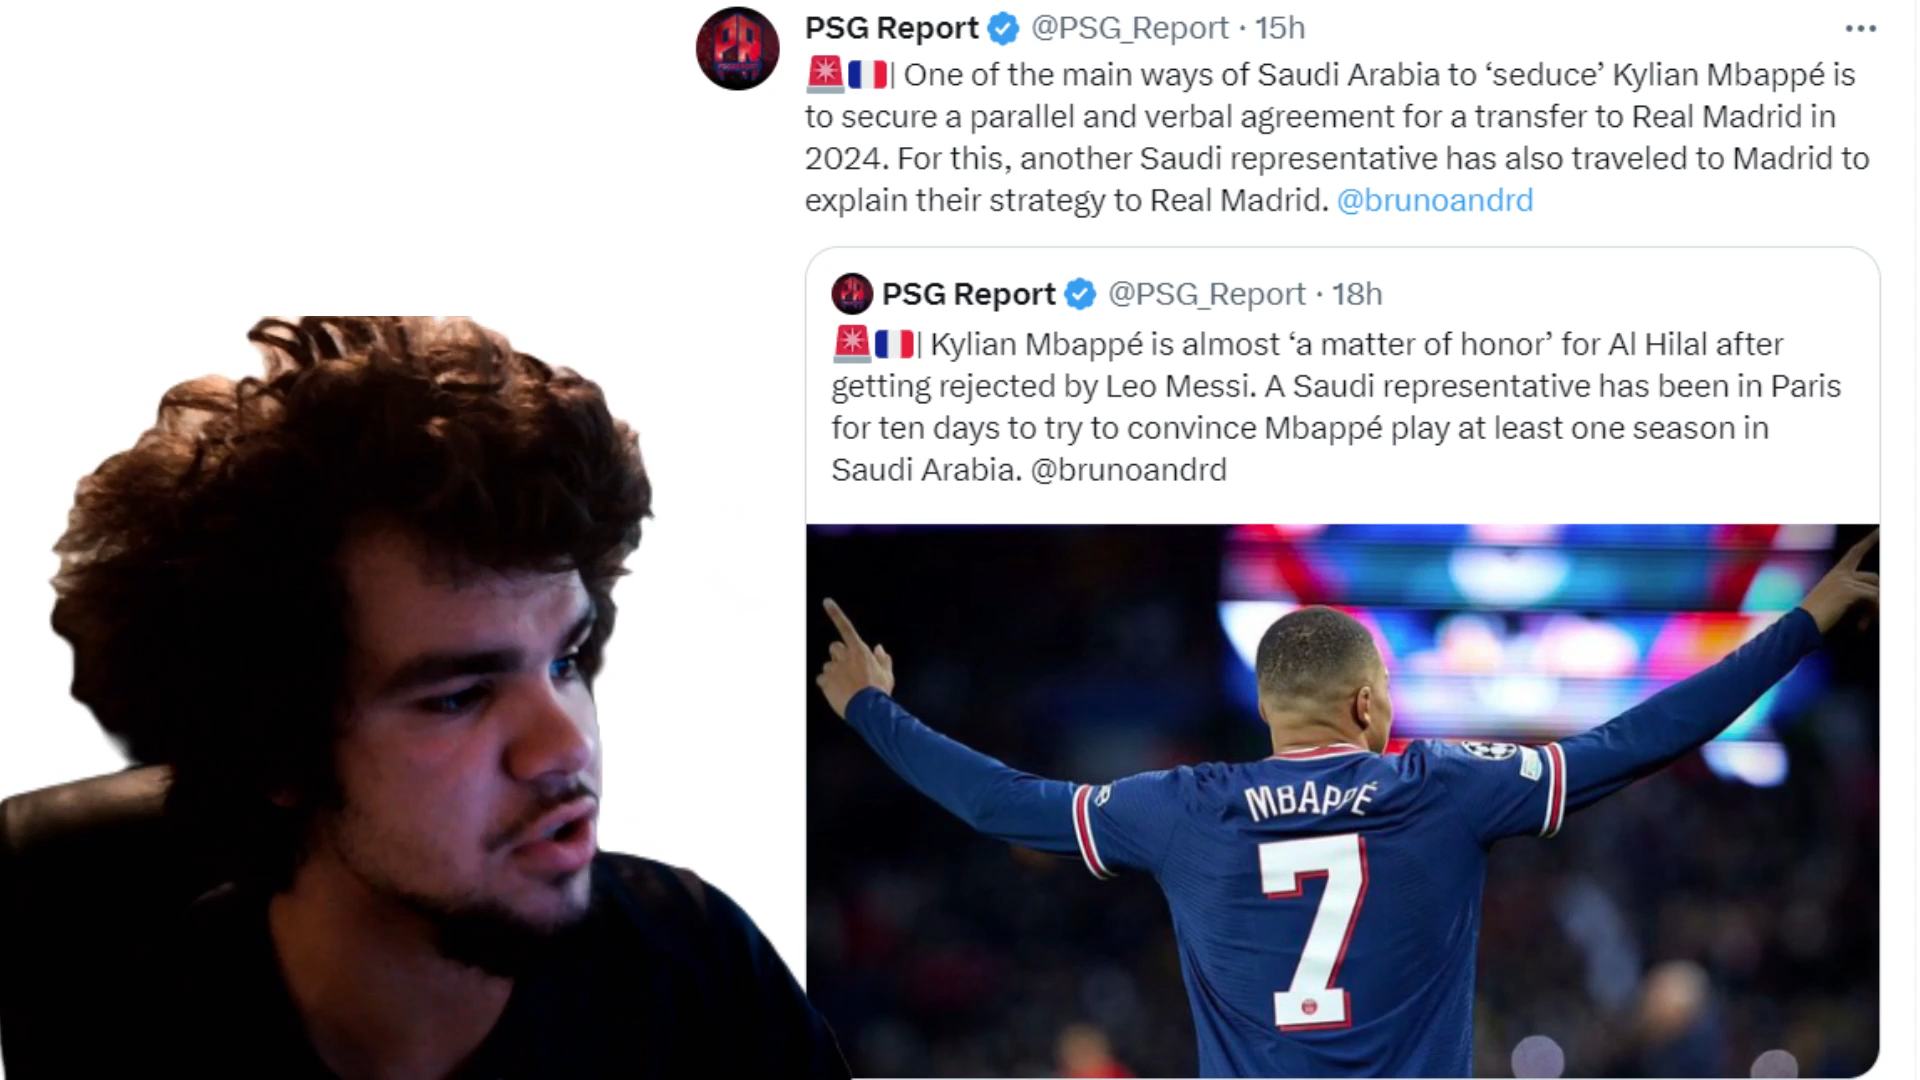 PSG Report @PSG_Report · 15h
PR
🚨🇫🇷| One of the main ways of Saudi Arabia to ‘seduce’ Kylian Mbappé is
to secure a parallel and verbal agreement for a transfer to Real Madrid in
2024. For this, another Saudi representative has also traveled to Madrid to
explain their strategy to Real Madrid. @brunoandrd
PSG Report @PSG_Report · 18h
🚨🇫🇷| Kylian Mbappé is almost ‘a matter of honor’ for Al Hilal after
getting rejected by Leo Messi. A Saudi representative has been in Paris
for ten days to try to convince Mbappé play at least one season in
Saudi Arabia. @brunoandrd
MBAPPÉ
7